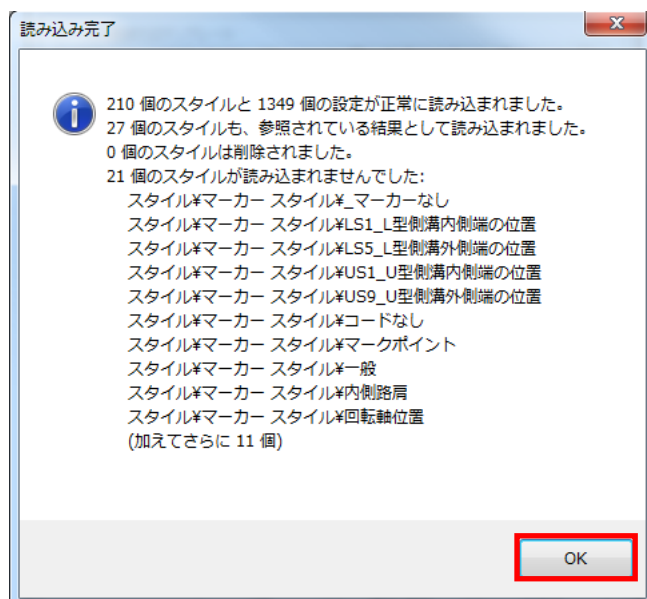 読み込み完了
210 個のスタイルと 1349 個の設定が正常に読み込まれました。
27 個のスタイルも、参照されている結果として読み込まれました。
0 個のスタイルは削除されました。
21 個のスタイルが読み込まれませんでした:
スタイル¥マーカー スタイル¥_マーカーなし
スタイル¥マーカー スタイル¥LS1_L型側溝内側端の位置
スタイル¥マーカー スタイル¥LS5_L型側溝外側端の位置
スタイル¥マーカー スタイル¥US1_U型側溝内側端の位置
スタイル¥マーカー スタイル¥US9_U型側溝外側端の位置
スタイル¥マーカー スタイル¥コードなし
スタイル¥マーカー スタイル¥マークポイント
スタイル¥マーカー スタイル¥一般
スタイル¥マーカー スタイル¥内側路肩
スタイル¥マーカー スタイル¥回転軸位置
(加えてさらに 11 個)
OK